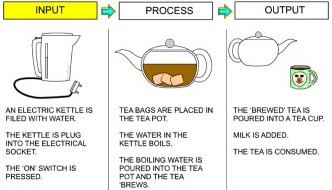 INPUT
PROCESS
OUTPUT
AN ELECTRIC KETTLE IS
FILED WITH WATER.
THE KETTLE IS PLUG
INTO THE ELECTRICAL
SOCKET.
THE 'ON' SWITCH IS
PRESSED.
TEA BAGS ARE PLACED IN
THE TEA POT.
THE WATER IN THE
KETTLE BOILS.
THE BOILING WATER IS
POURED INTO THE TEA
POT AND THE TEA
'BREWS.
THE 'BREWED' TEA IS
POURED INTO A TEA CUP.
MILK IS ADDED.
THE TEA IS CONSUMED.